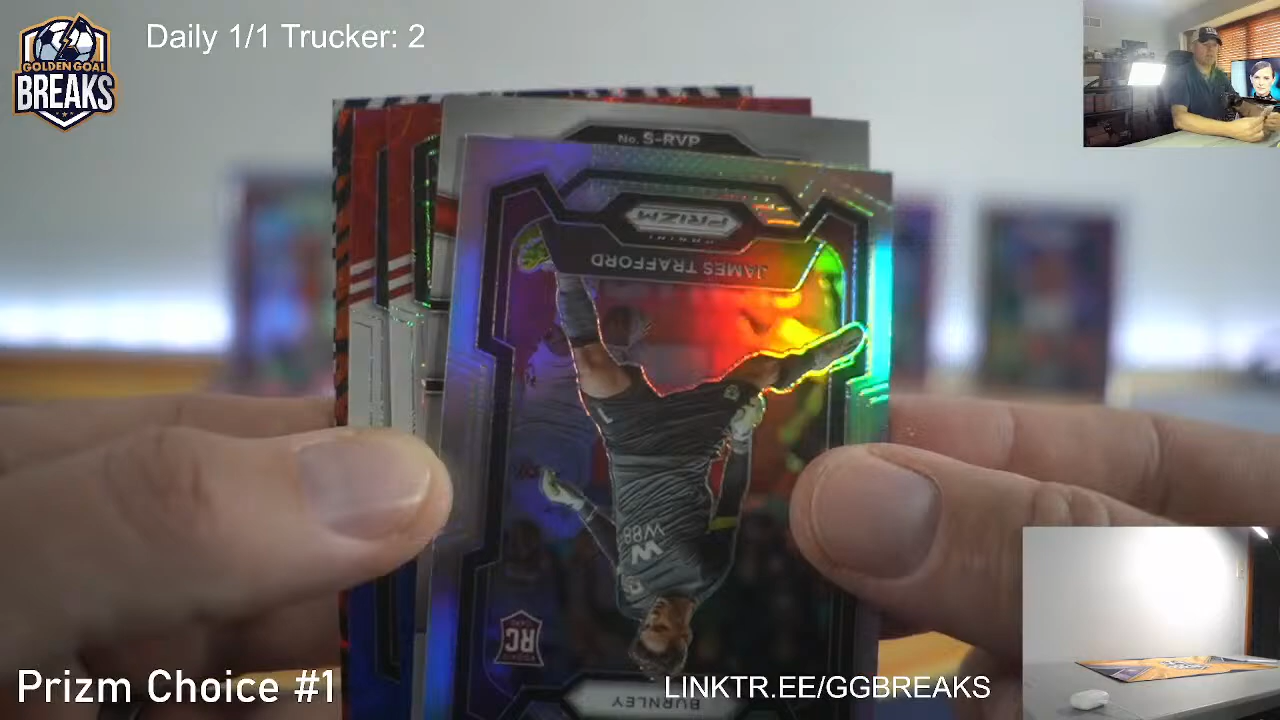 GOLDEN GOAL
BREAKS
Daily 1/1 Trucker: 2
No. S-RVP
PRIZM
PANINI
JAMES TRAFFORD
W88
W
RC
BURNLEY
Prizm Choice #1
LINKTR.EE/GGBREAKS